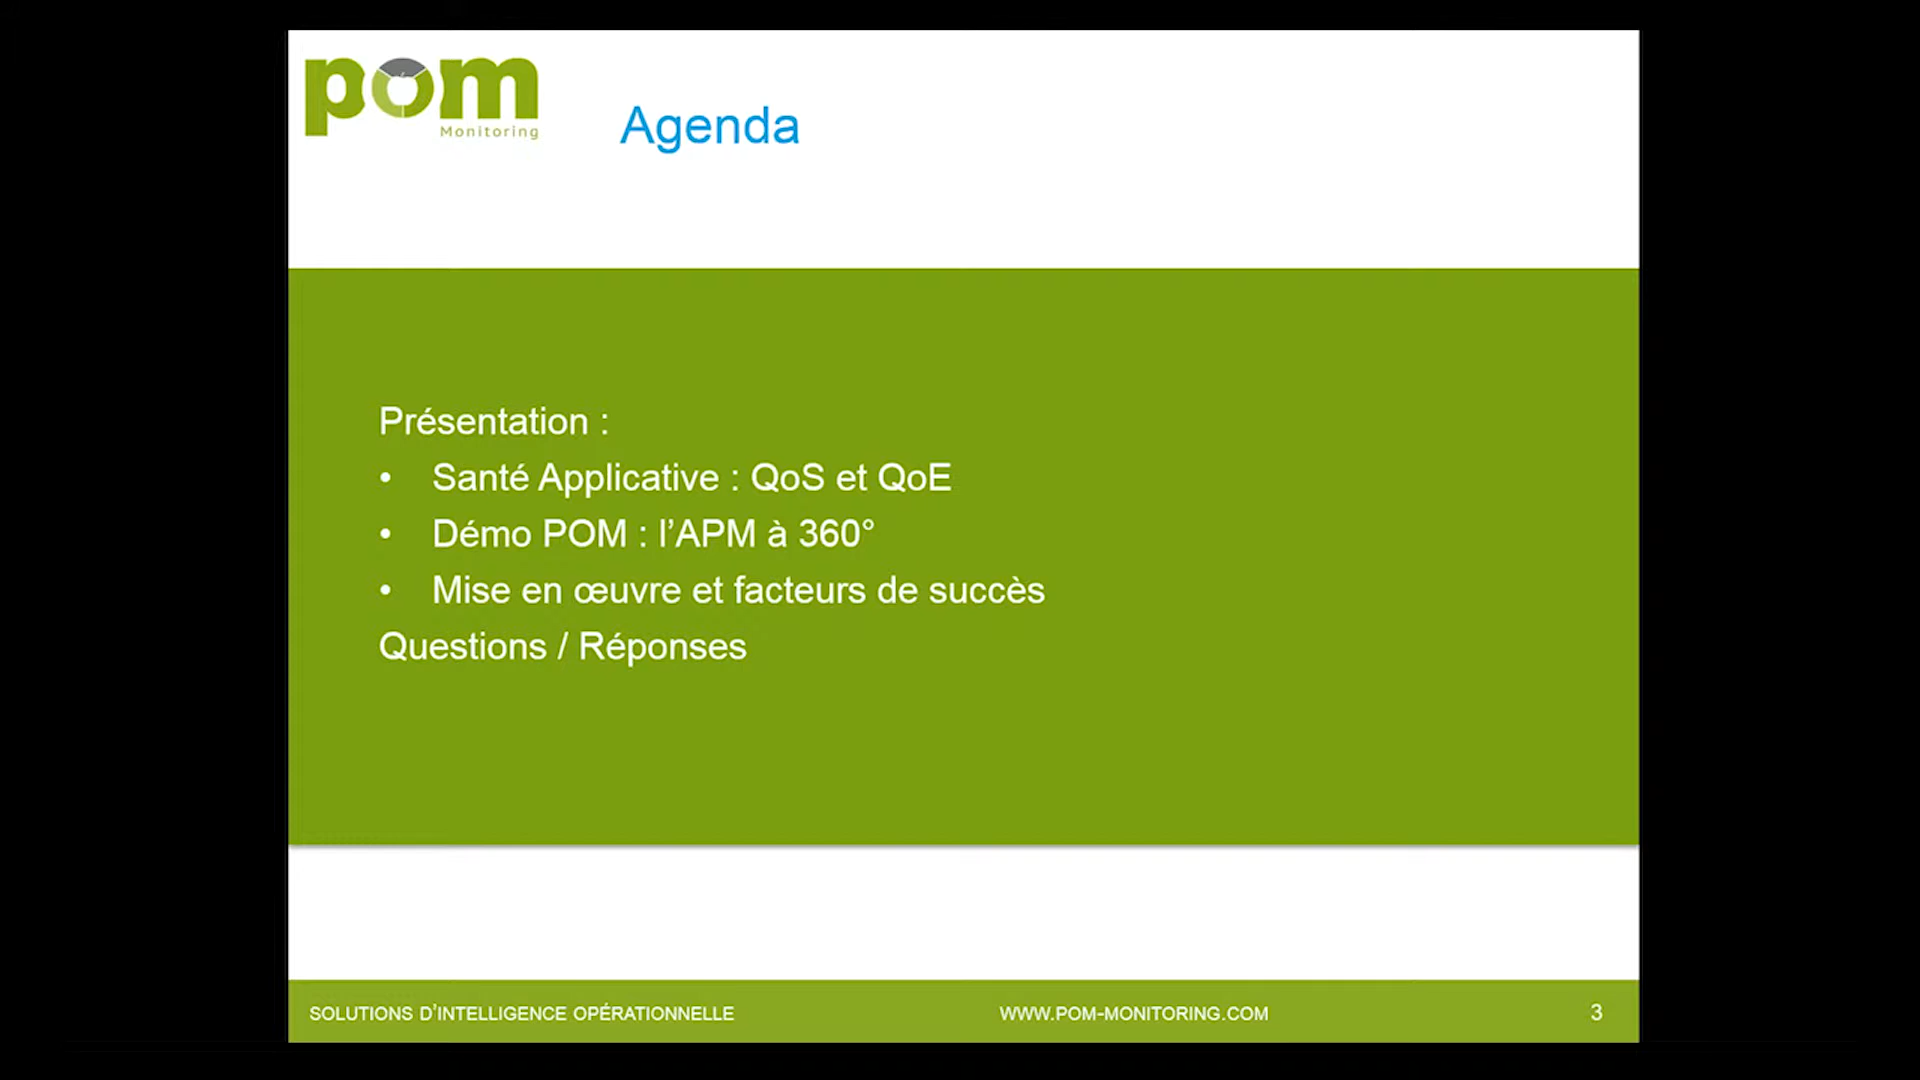 pom
Monitoring
Agenda
Présentation :
• Santé Applicative : QoS et QoE
• Démo POM : l’APM à 360°
• Mise en œuvre et facteurs de succès
Questions / Réponses
SOLUTIONS D’INTELLIGENCE OPÉRATIONNELLE
WWW.POM-MONITORING.COM
3